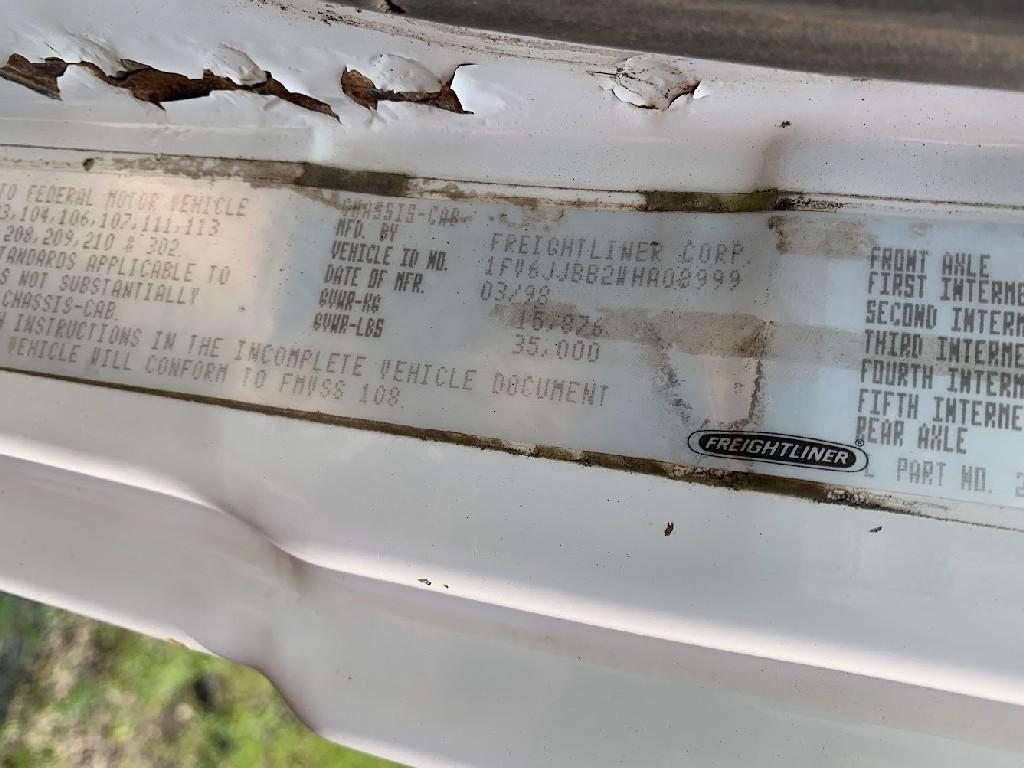 TO FEDERAL MOTOR VEHICLE
3,104,106,107,111,113
208,209,210 & 302.
STANDARDS APPLICABLE TO
S NOT SUBSTANTIALLY
CHASSIS-CAB.
INSTRUCTIONS IN THE INCOMPLETE VEHICLE DOCUMENT
VEHICLE WILL CONFORM TO FMVSS 108.
CHASSIS-CAB
MFD. BY FREIGHTLINER CORP.
VEHICLE ID NO. 1FV6JJBB2WHA08999
DATE OF MFR. 03/98
GVWR-KG 15,876
GVWR-LBS 35,000
FREIGHTLINER®
FRONT AXLE
FIRST INTERME
SECOND INTERM
THIRD INTERME
FOURTH INTERM
FIFTH INTERME
REAR AXLE
PART NO. 2